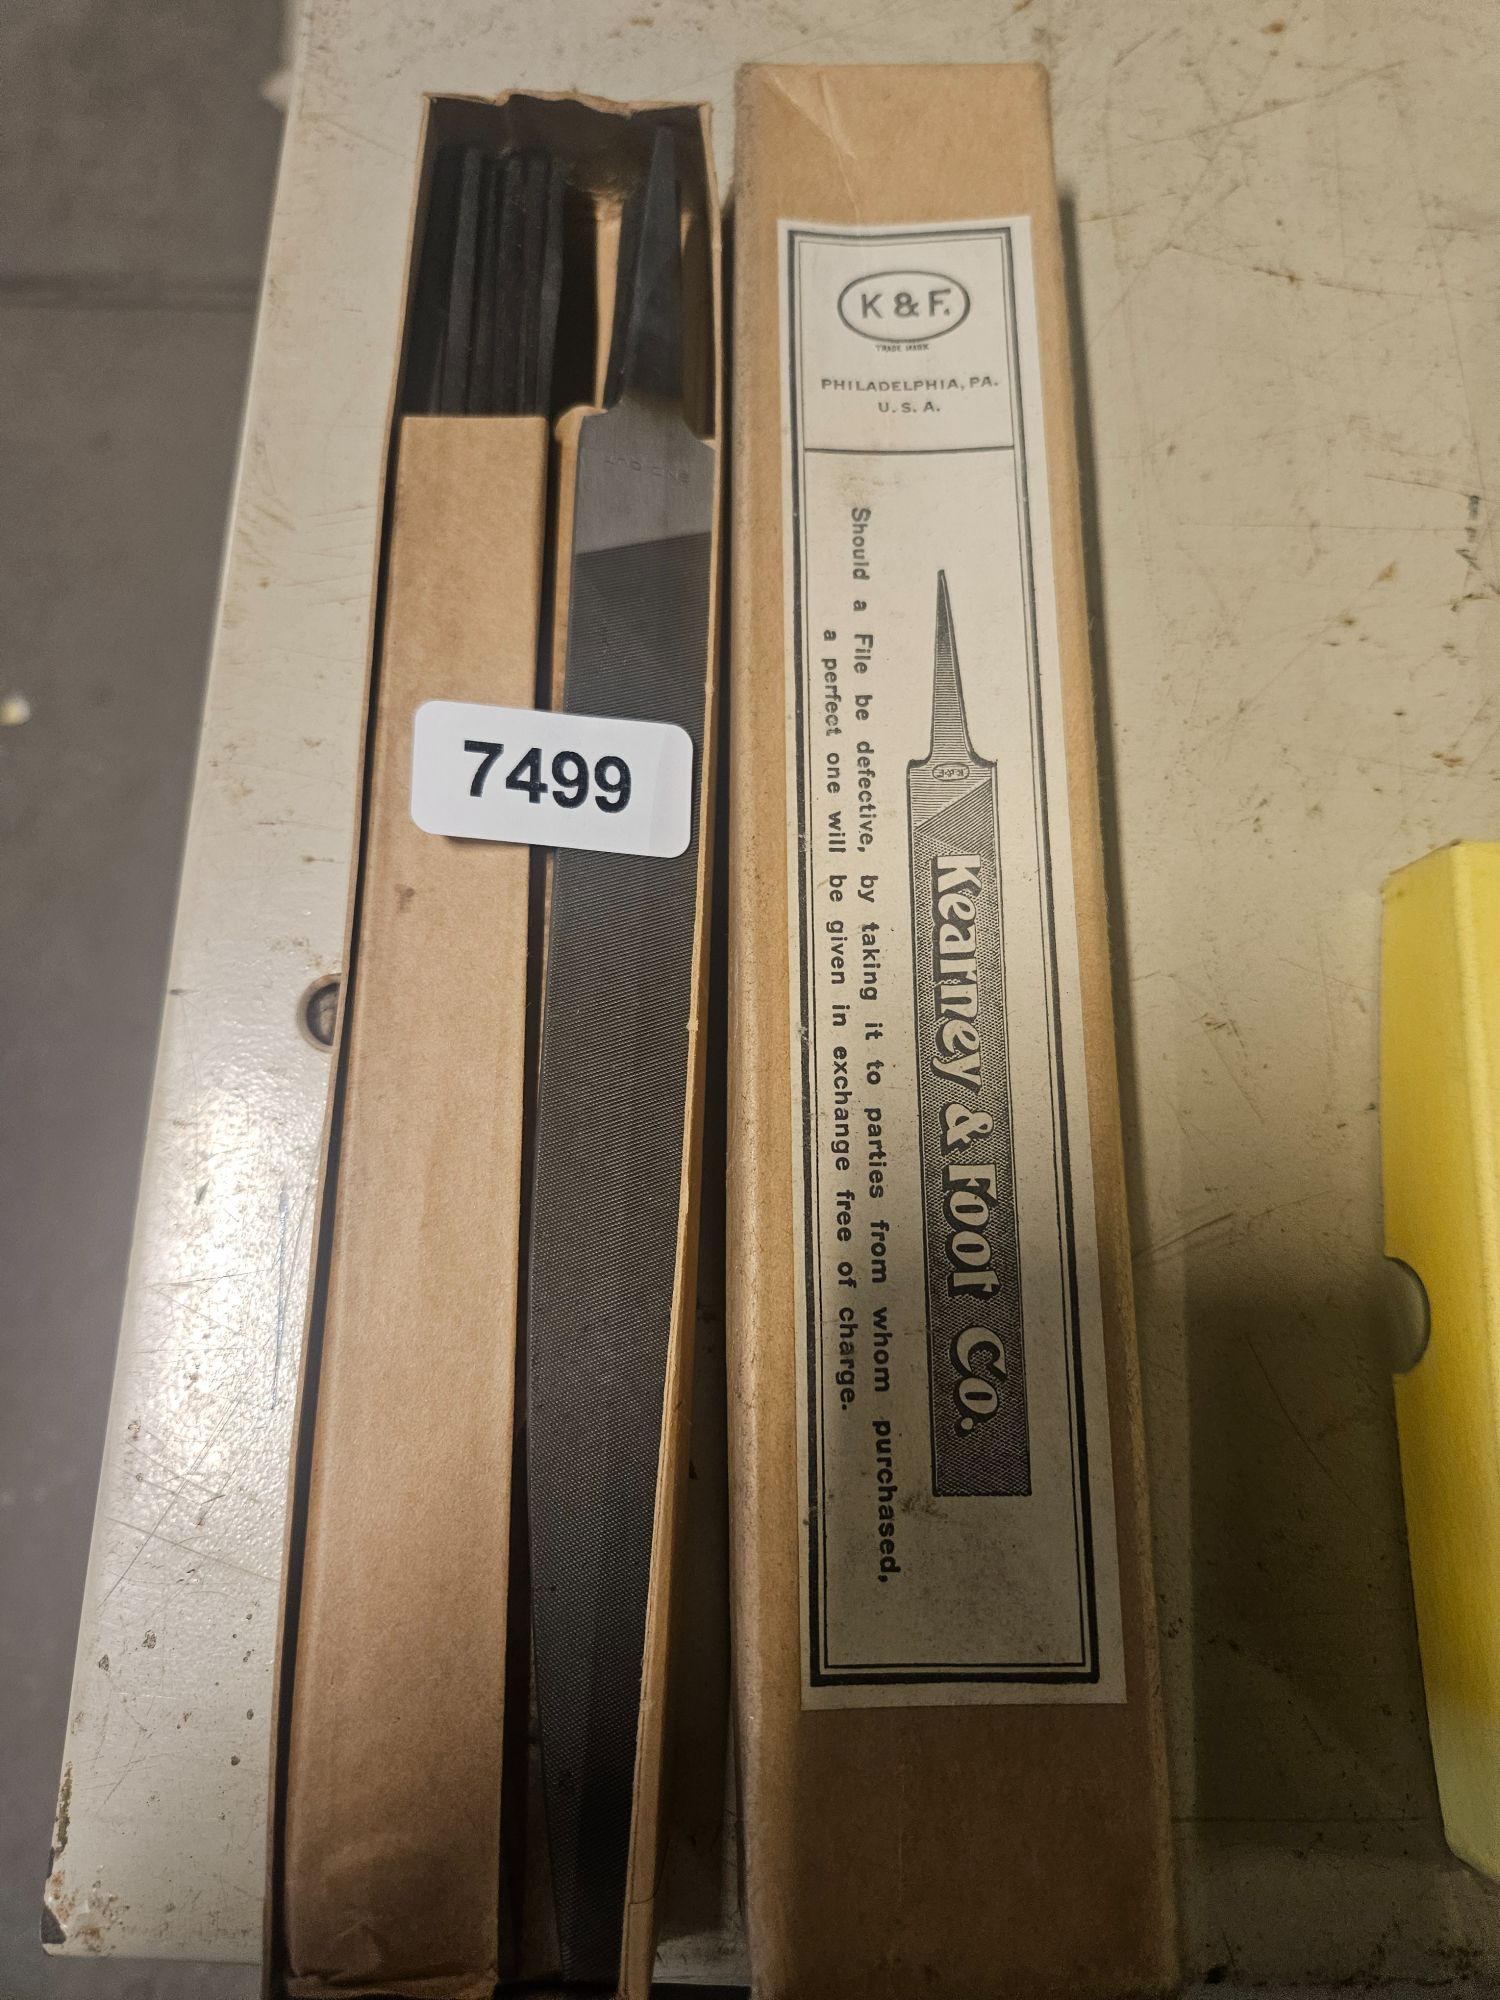 7499
K & F.
TRADE MARK
PHILADELPHIA, PA.
U. S. A.
K & F
Kearney & Foot Co.
Should a File be defective, by taking it to parties from whom purchased,
a perfect one will be given in exchange free of charge.